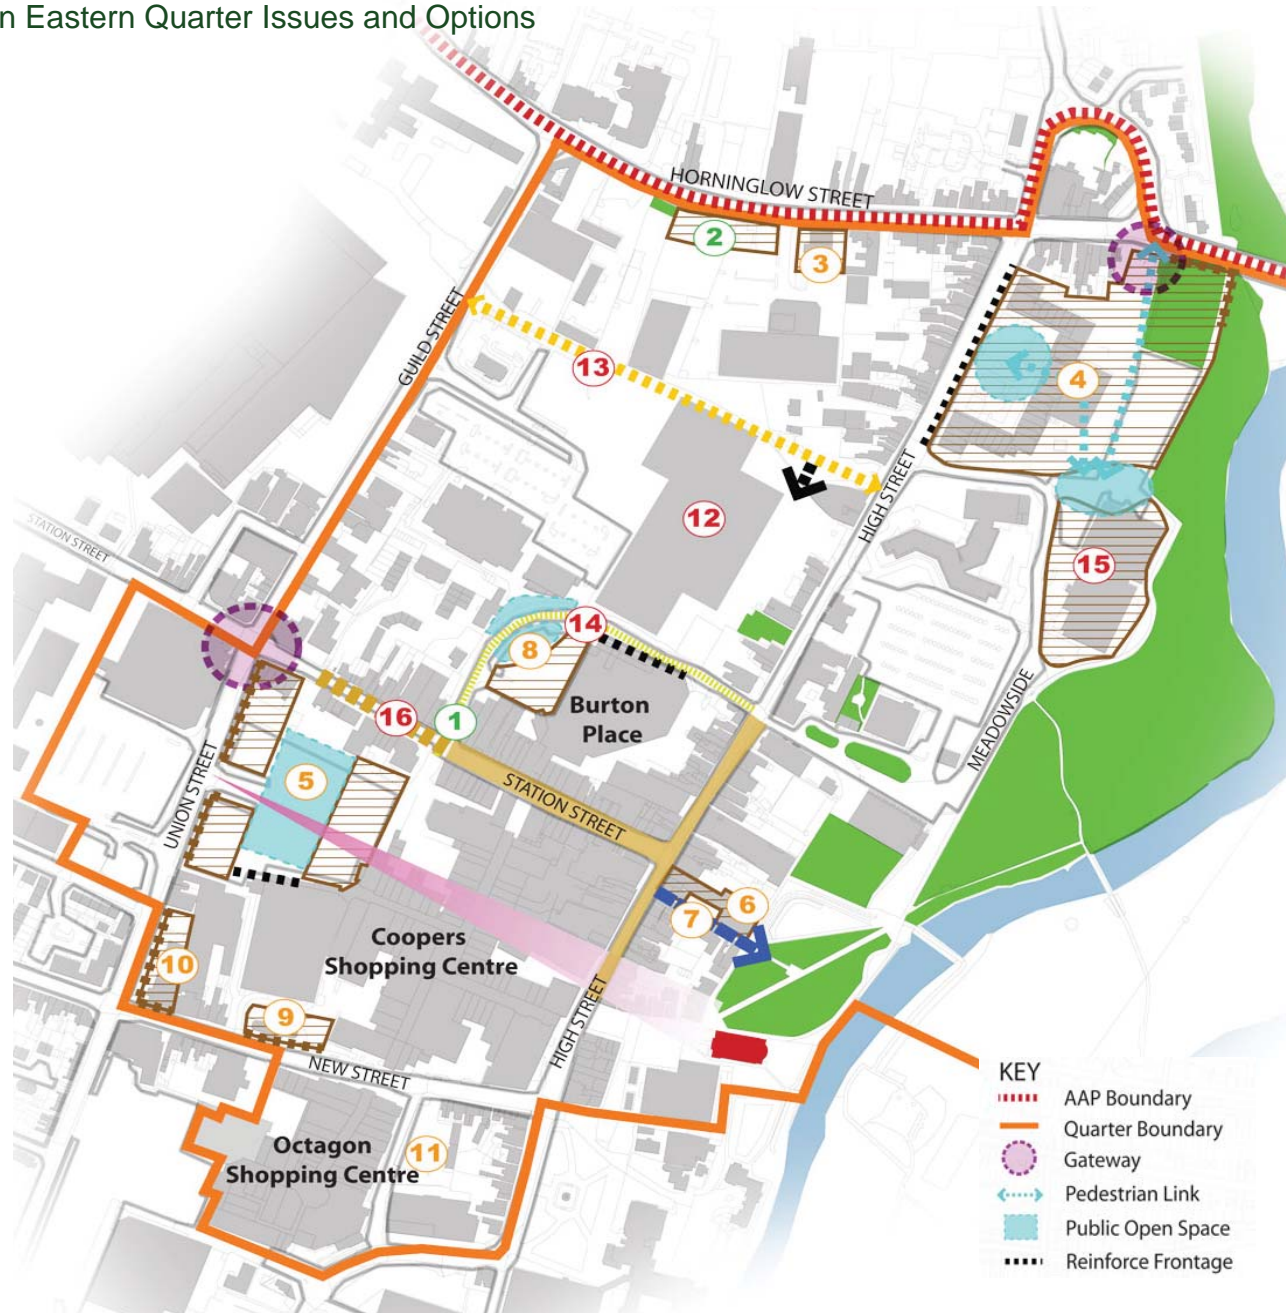 n Eastern Quarter Issues and Options
HORNINGLOW STREET
2
3
GUILD STREET
13
4
HIGH STREET
12
15
STATION STREET
14
8
1
16
Burton
Place
MEADOWSIDE
5
STATION STREET
UNION STREET
7
6
Coopers
Shopping Centre
10
9
HIGH STREET
NEW STREET
11
Octagon
Shopping Centre
KEY
AAP Boundary
Quarter Boundary
Gateway
Pedestrian Link
Public Open Space
Reinforce Frontage